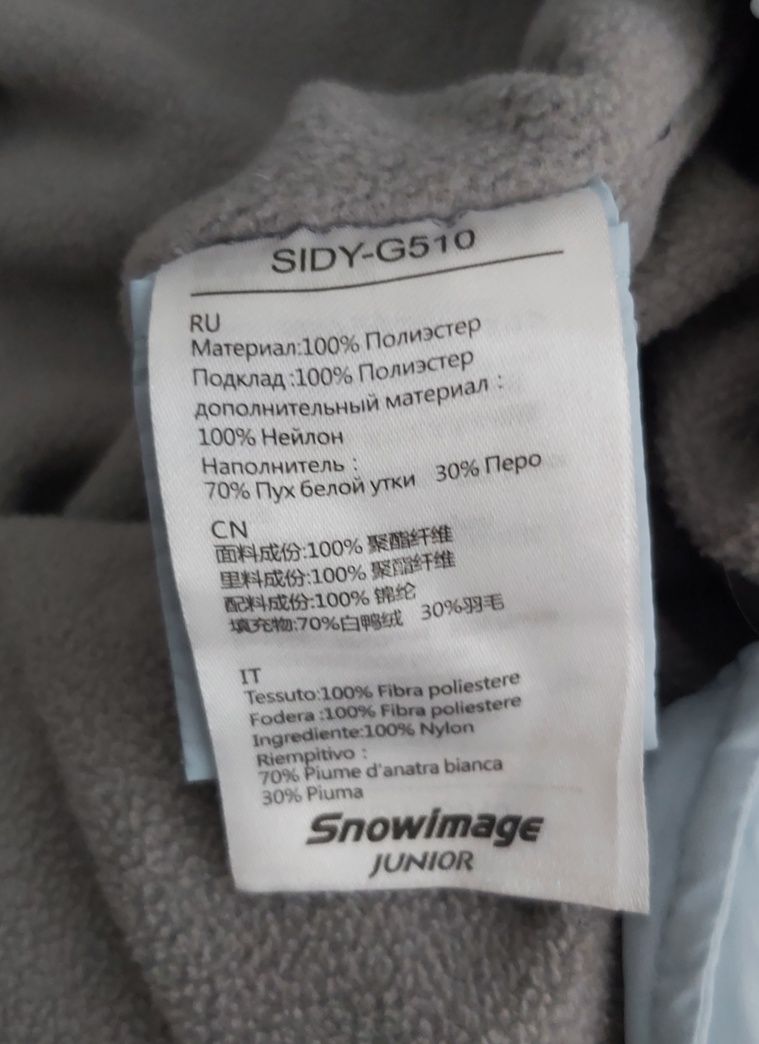 SIDY-G510
RU
Материал:100% Полиэстер
Подклад :100% Полиэстер
дополнительный материал :
100% Нейлон
Наполнитель :
70% Пух белой утки 30% Перо
CN
面料成份:100% 聚酯纤维
里料成份:100% 聚酯纤维
配料成份:100% 锦纶
填充物:70%白鸭绒 30%羽毛
IT
Tessuto:100% Fibra poliestere
Fodera :100% Fibra poliestere
Ingrediente:100% Nylon
Riempitivo :
70% Piume d'anatra bianca
30% Piuma
Snowimage
JUNIOR